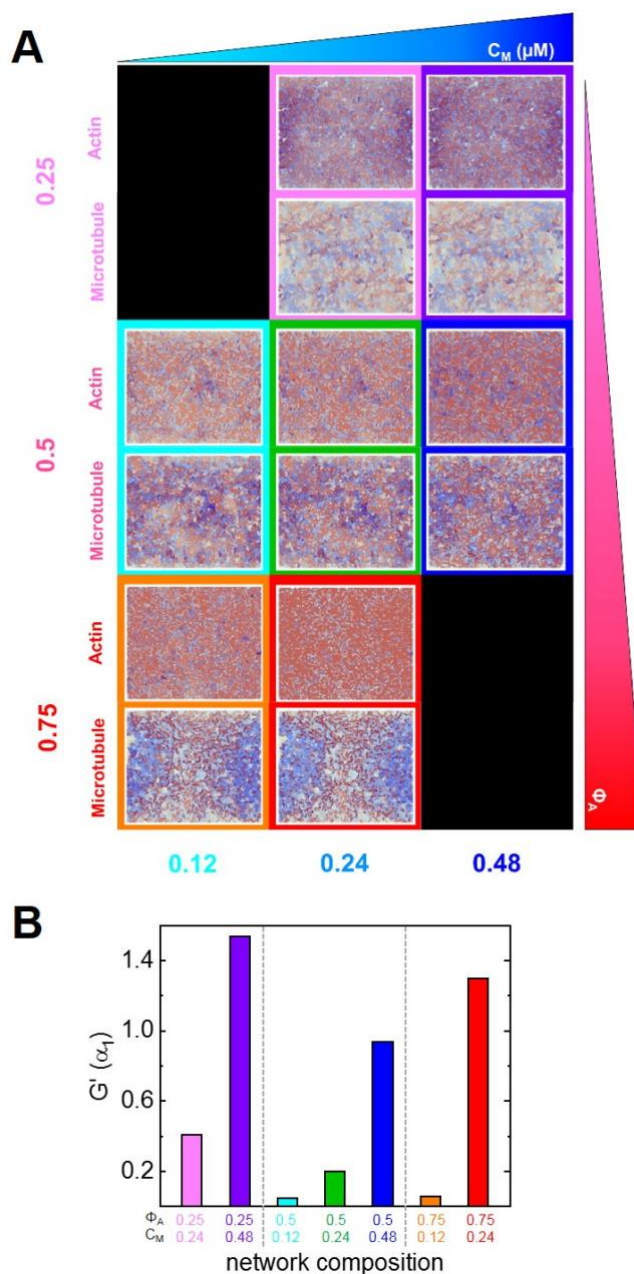 A
C_M (μM)
0.25
Actin
Microtubule
0.5
Actin
Microtubule
0.75
Actin
Microtubule
Φ_A
0.12 0.24 0.48
B
G' (α₁)
1.4
1.0
0.6
0.2
Φ_A 0.25 0.25 0.5 0.5 0.5 0.75 0.75
C_M 0.24 0.48 0.12 0.24 0.48 0.12 0.24
network composition